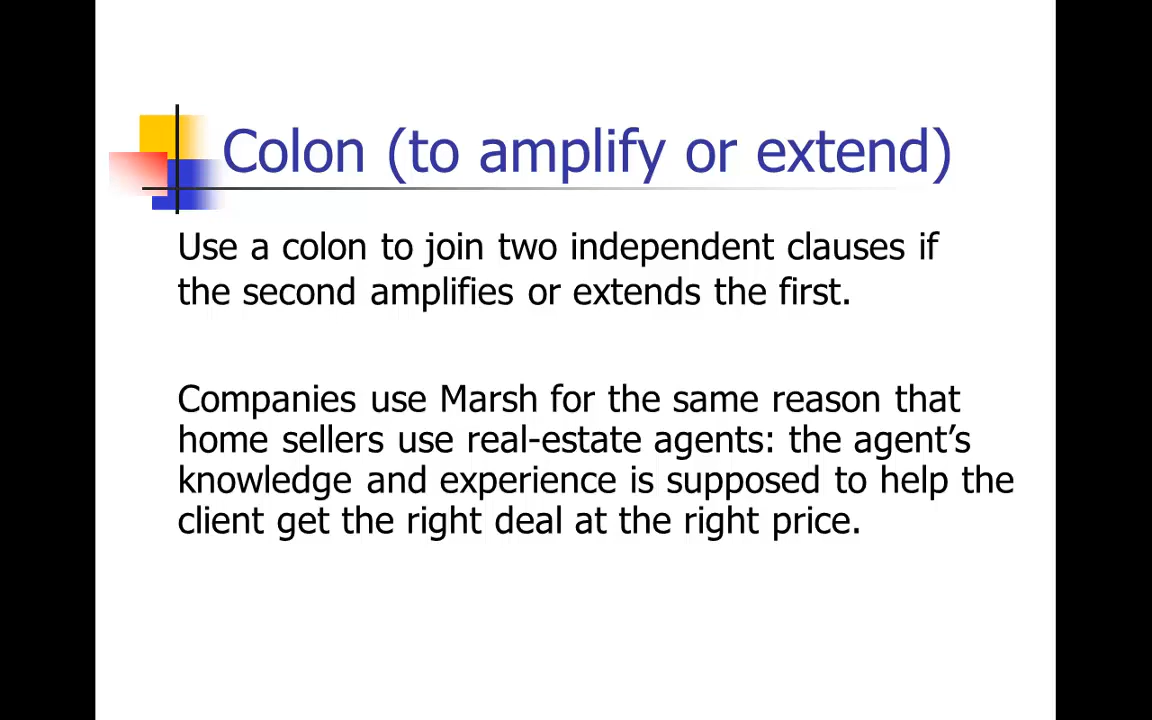 Colon (to amplify or extend)
Use a colon to join two independent clauses if
the second amplifies or extends the first.
Companies use Marsh for the same reason that
home sellers use real-estate agents: the agent’s
knowledge and experience is supposed to help the
client get the right deal at the right price.